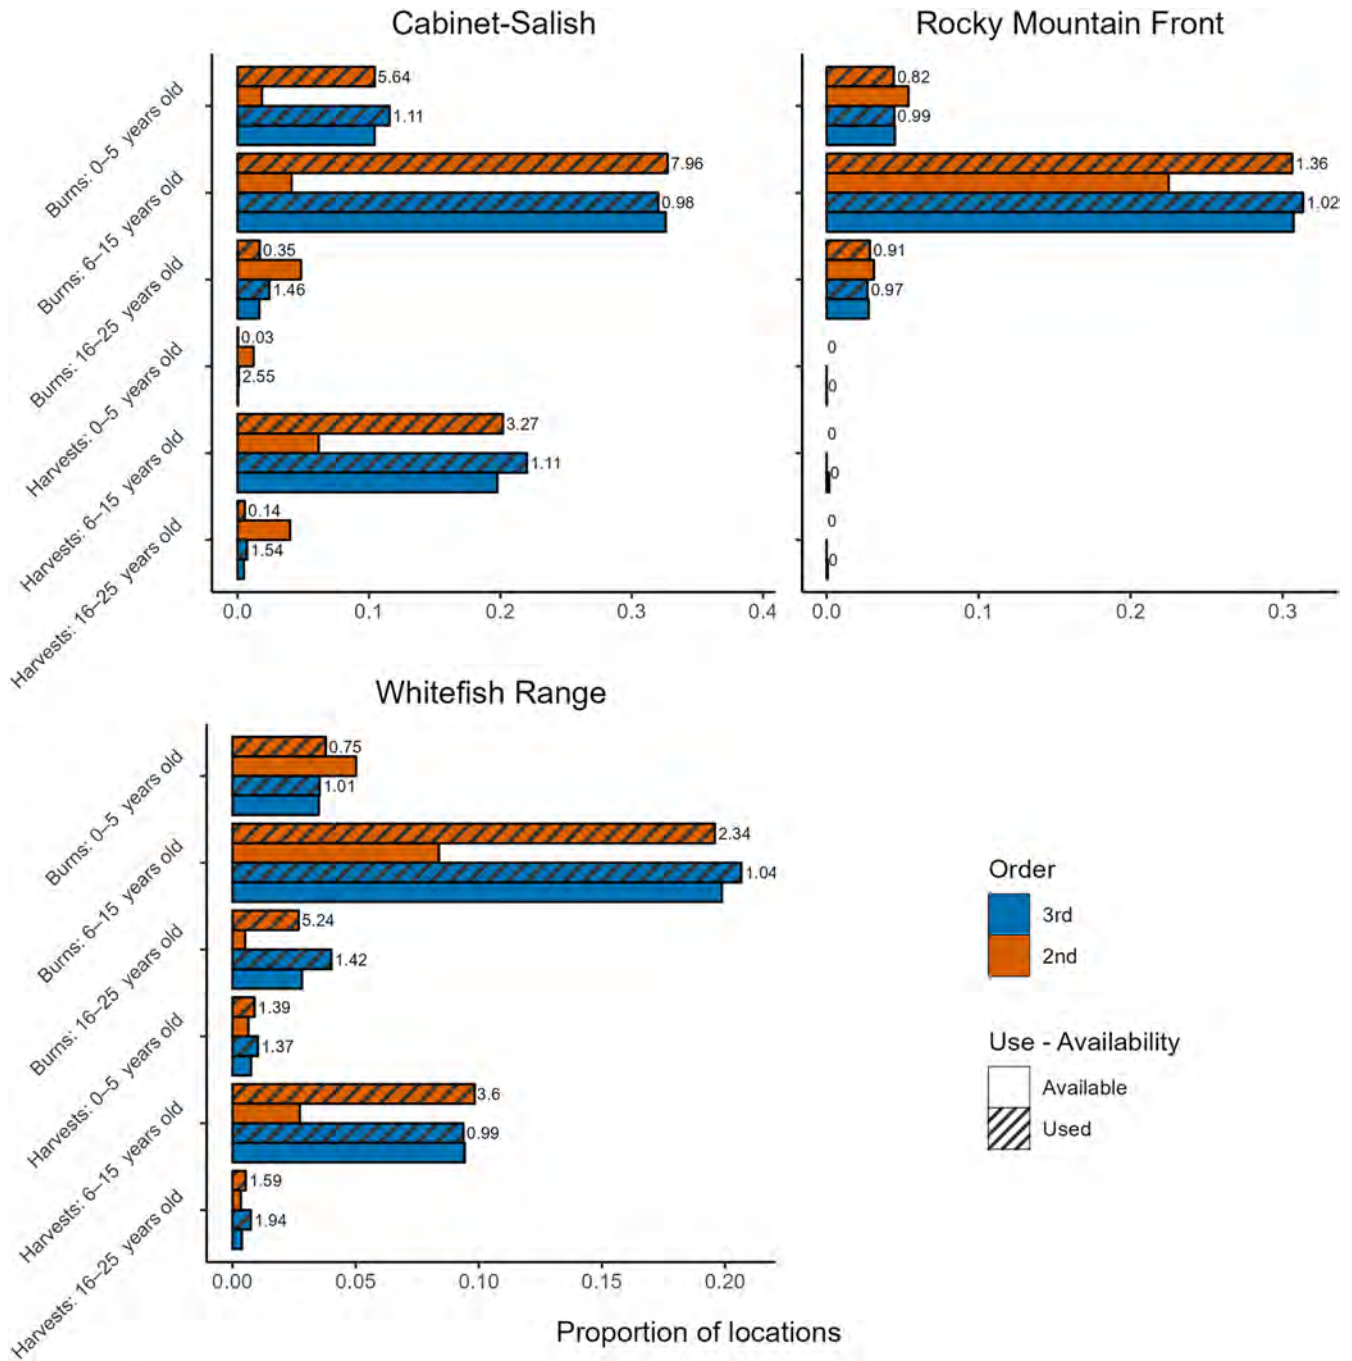 Cabinet-Salish
Burns: 0–5 years old
5.64
1.11
Burns: 6–15 years old
7.96
0.98
Burns: 16–25 years old
0.35
1.46
Harvests: 0–5 years old
0.03
2.55
Harvests: 6–15 years old
3.27
1.11
Harvests: 16–25 years old
0.14
1.54
0.0 0.1 0.2 0.3 0.4
Rocky Mountain Front
0.82
0.99
1.36
1.02
0.91
0.97
0
0
0
0
0
0
0.0 0.1 0.2 0.3
Whitefish Range
Burns: 0–5 years old
0.75
1.01
Burns: 6–15 years old
2.34
1.04
Burns: 16–25 years old
5.24
1.42
Harvests: 0–5 years old
1.39
1.37
Harvests: 6–15 years old
3.6
0.99
Harvests: 16–25 years old
1.59
1.94
0.00 0.05 0.10 0.15 0.20
Order
3rd
2nd
Use - Availability
Available
Used
Proportion of locations